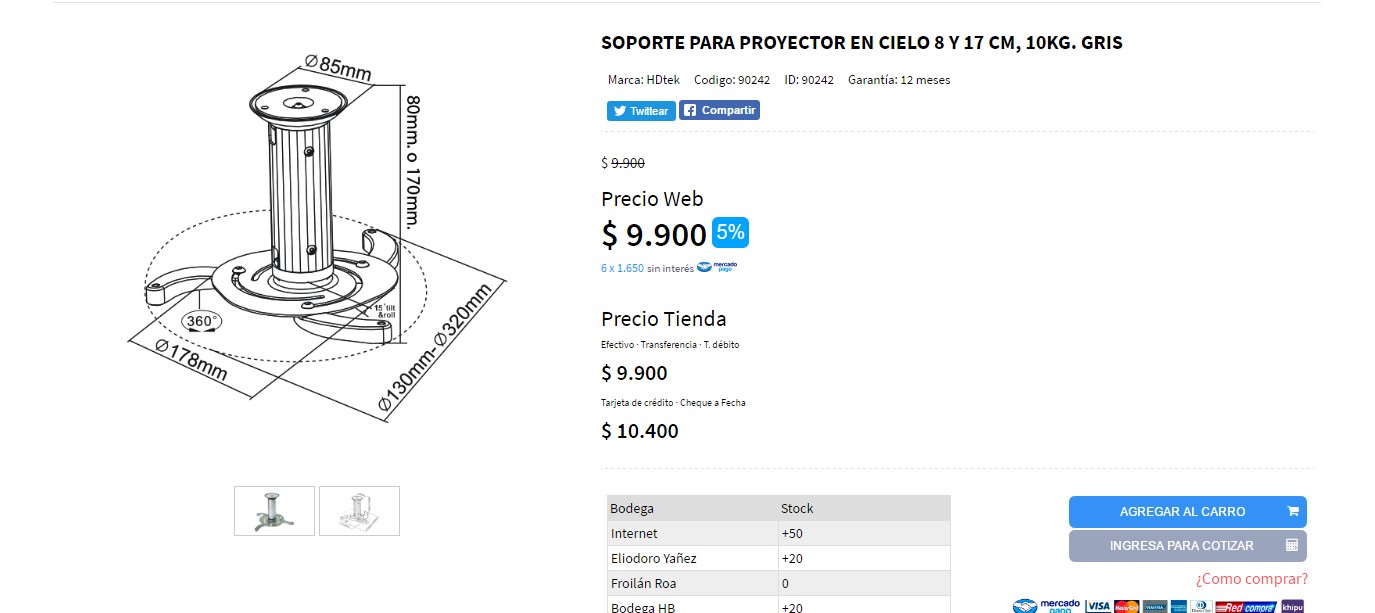 Ø85mm
80mm. o 170mm.
15°tilt
&roll
360°
Ø178mm
Ø130mm-Ø320mm
SOPORTE PARA PROYECTOR EN CIELO 8 Y 17 CM, 10KG. GRIS
Marca: HDtek Codigo: 90242 ID: 90242 Garantía: 12 meses
Twittear Compartir
$ 9.900
Precio Web
$ 9.900 5%
6 x 1.650 sin interés mercado pago
Precio Tienda
Efectivo · Transferencia · T. débito
$ 9.900
Tarjeta de crédito · Cheque a Fecha
$ 10.400
Bodega Stock
Internet +50
Eliodoro Yañez +20
Froilán Roa 0
Bodega HB +20
AGREGAR AL CARRO
INGRESA PARA COTIZAR
¿Como comprar?
mercado pago VISA MasterCard Red compra khipu